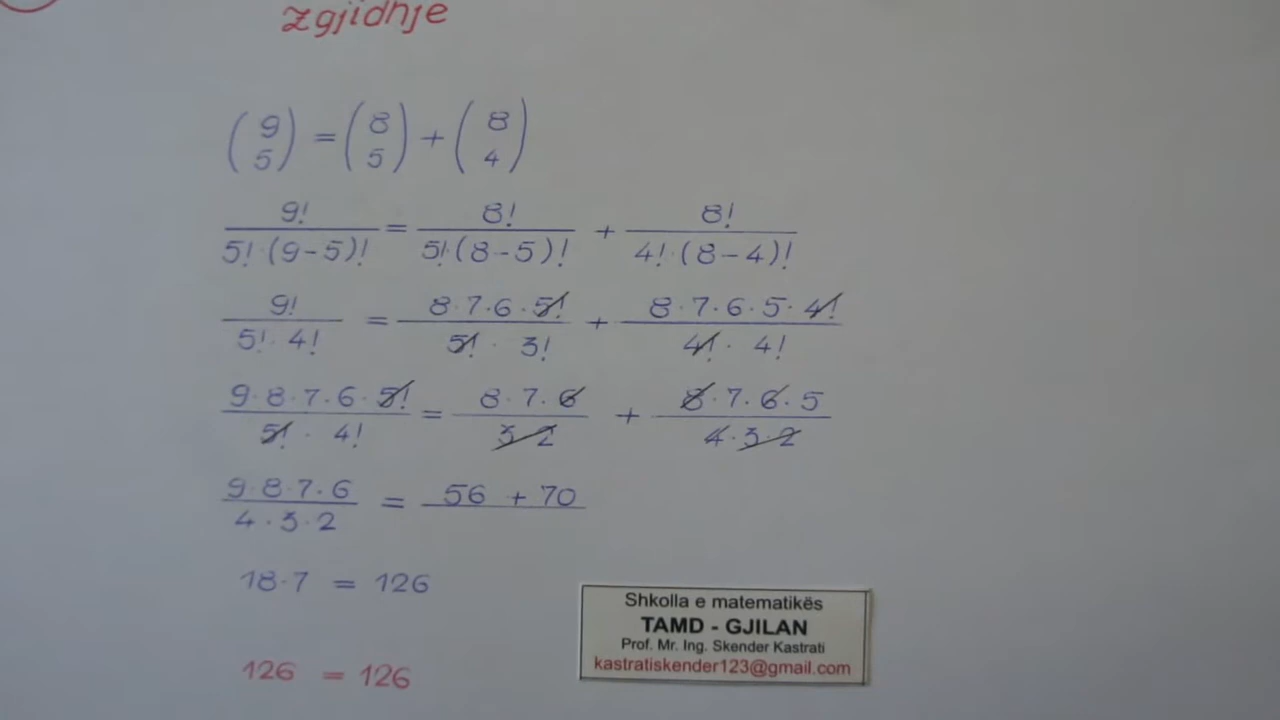 Zgjidhje
(9 5) = (8 5) + (8 4)
9! / 5!·(9-5)! = 8! / 5!·(8-5)! + 8! / 4!·(8-4)!
9! / 5!·4! = 8·7·6·5! / 5!·3! + 8·7·6·5·4! / 4!·4!
9·8·7·6·5! / 5!·4! = 8·7·6 / 3·2 + 8·7·6·5 / 4·3·2
9·8·7·6 / 4·3·2 = 56 + 70
18·7 = 126
126 = 126
Shkolla e matematikës
TAMD - GJILAN
Prof. Mr. Ing. Skender Kastrati
kastratiskender123@gmail.com